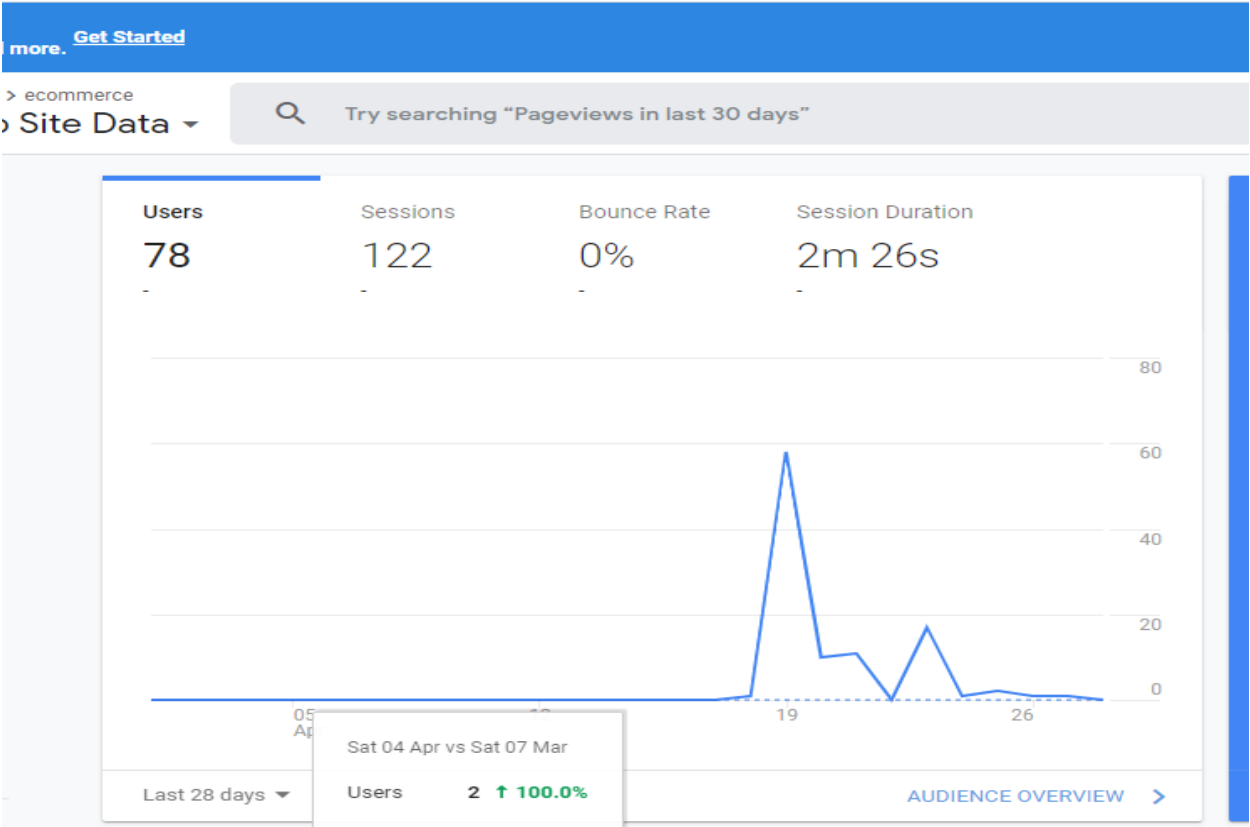 more. Get Started
> ecommerce
Site Data
Try searching “Pageviews in last 30 days”
Users
Sessions
Bounce Rate
Session Duration
78
122
0%
2m 26s
-
-
-
-
80
60
40
20
0
05
19
26
Sat 04 Apr vs Sat 07 Mar
Users 2 ↑ 100.0%
Last 28 days
AUDIENCE OVERVIEW >